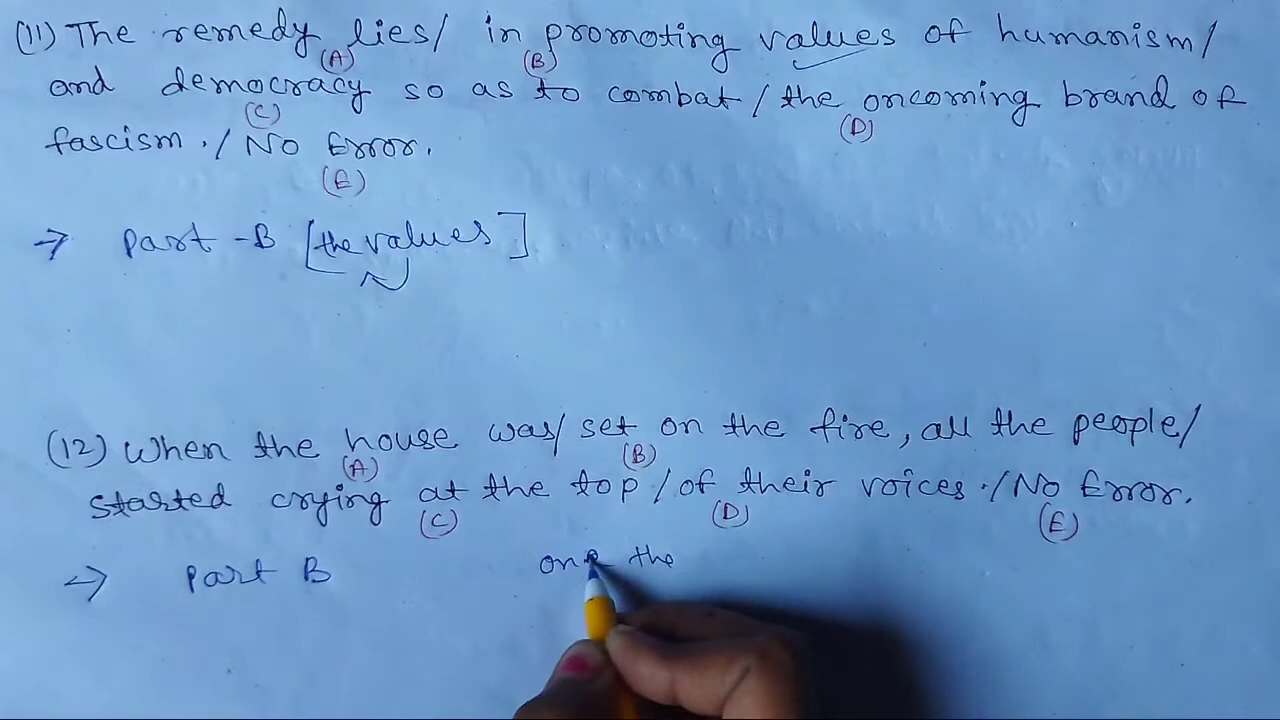 (11) The remedy lies/ in promoting values of humanism/
(A) (B)
and democracy so as to combat/ the oncoming brand of
(C) (D)
fascism ./ No Error.
(E)
→ Part -B [the values]
(12) When the house was/ set on the fire, all the people/
(A) (B)
started crying at the top/ of their voices ./ No Error.
(C) (D) (E)
→ Part B one the